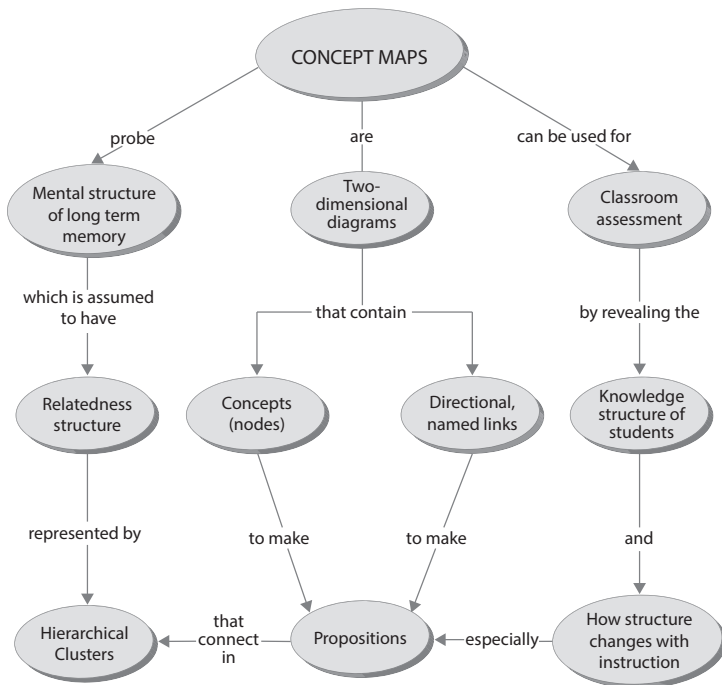 CONCEPT MAPS
probe
are
can be used for
Mental structure
of long term
memory
Two-
dimensional
diagrams
Classroom
assessment
which is assumed
to have
that contain
by revealing the
Relatedness
structure
Concepts
(nodes)
Directional,
named links
Knowledge
structure of
students
represented by
to make
to make
and
Hierarchical
Clusters
that
connect
in
Propositions
especially
How structure
changes with
instruction